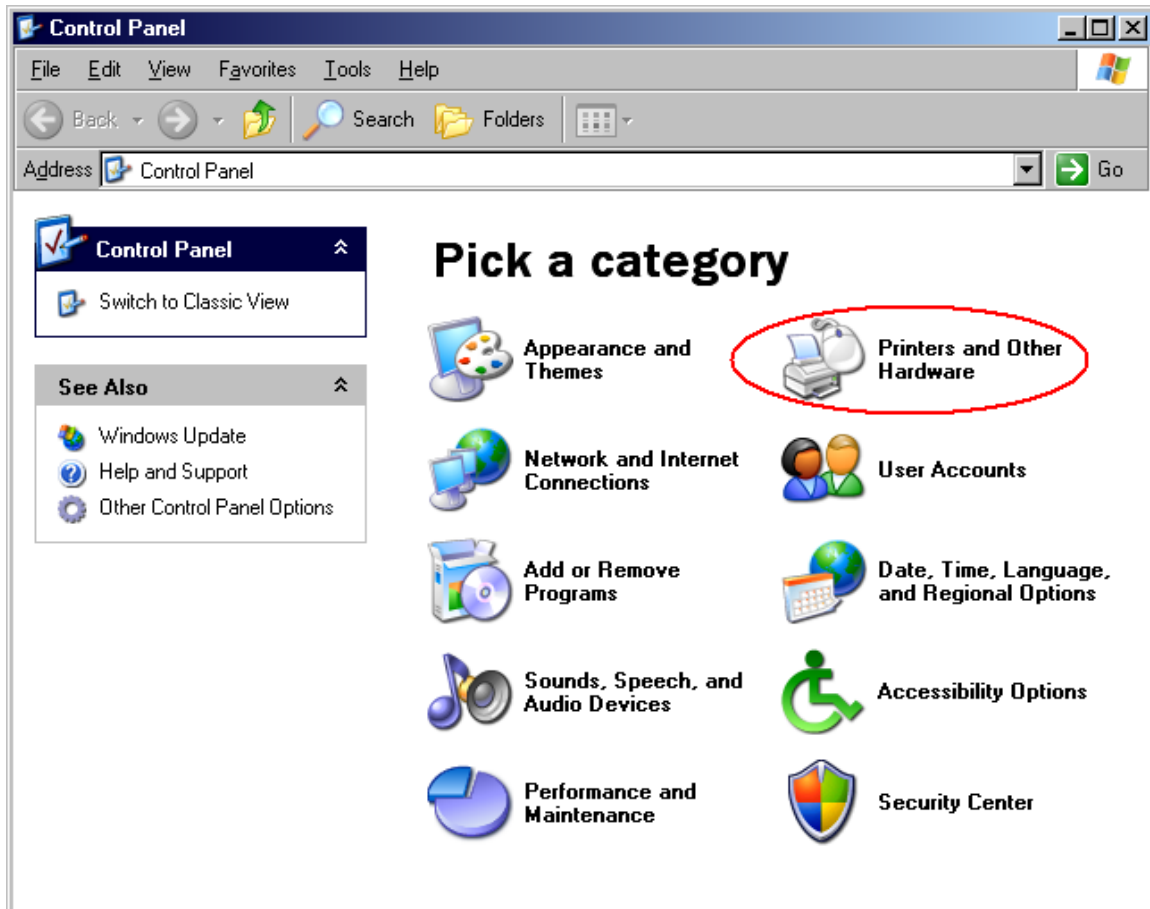 Control Panel
File Edit View Favorites Tools Help
Back Search Folders
Address Control Panel Go
Control Panel
Switch to Classic View
See Also
Windows Update
Help and Support
Other Control Panel Options
Pick a category
Appearance and
Themes
Printers and Other
Hardware
Network and Internet
Connections
User Accounts
Add or Remove
Programs
Date, Time, Language,
and Regional Options
Sounds, Speech, and
Audio Devices
Accessibility Options
Performance and
Maintenance
Security Center